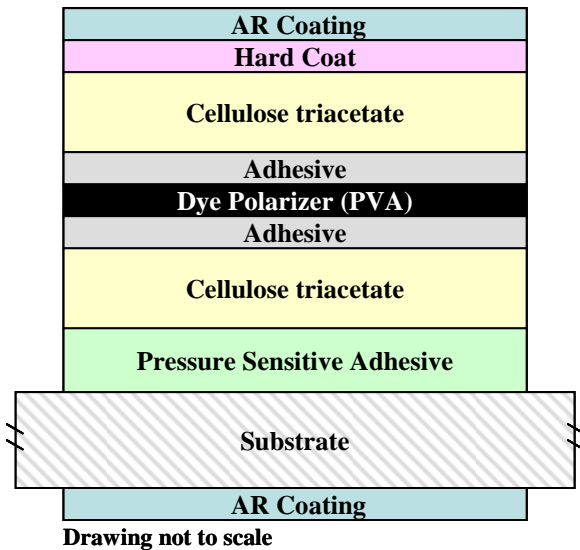 AR Coating
Hard Coat
Cellulose triacetate
Adhesive
Dye Polarizer (PVA)
Adhesive
Cellulose triacetate
Pressure Sensitive Adhesive
Substrate
AR Coating
Drawing not to scale